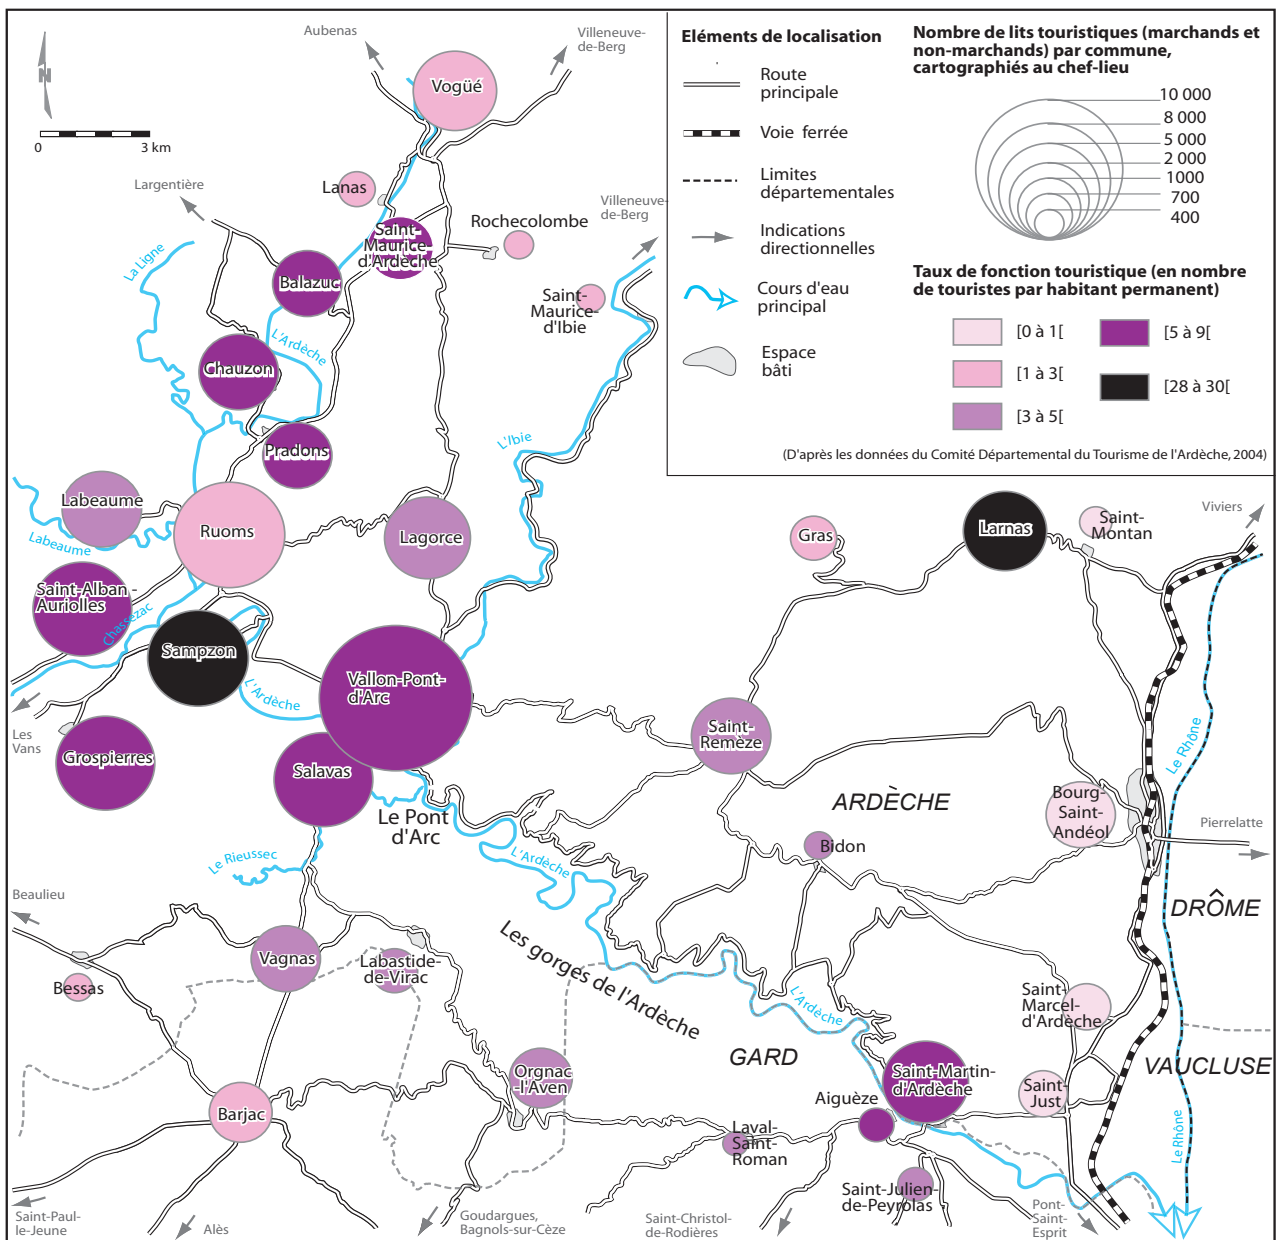 Aubenas
Villeneuve-
de-Berg
Vogüé
N
0
3 km
Largentière
Lanas
Villeneuve-
de-Berg
Rochecolombe
Saint-
Maurice
d'Ardèche
La Ligne
Balazuc
Saint-
Maurice-
d'Ibie
L'Ardèche
Chauzon
Pradons
L'Ibie
Labeaume
Ruoms
Lagorce
Labeaume
Saint-Alban -
Auriolles
Chassezac
Sampzon
Vallon-Pont-
d'Arc
L'Ardèche
Les
Vans
Grospierres
Salavas
Le Pont
d'Arc
Le Rieussec
L'Ardèche
Beaulieu
Vagnas
Labastide-
de-Virac
Bessas
Les gorges de l'Ardèche
Orgnac
-l'Aven
Barjac
Saint-Paul-
le-Jeune
Alès
Goudargues,
Bagnols-sur-Cèze
Saint-Christol-
de-Rodières
Laval-
Saint-
Roman
Aiguèze
Saint-Martin-
d'Ardèche
Saint-Julien-
de-Peyrolas
Pont-
Saint-
Esprit
Saint-
Just
Saint-
Marcel-
d'Ardèche
L'Ardèche
GARD
VAUCLUSE
DRÔME
ARDÈCHE
Le Rhône
Le Rhône
Pierrelatte
Bourg-
Saint-
Andéol
Bidon
Saint-
Remèze
Gras
Larnas
Saint-
Montan
Viviers
Eléments de localisation
Route
principale
Voie ferrée
Limites
départementales
Indications
directionnelles
Cours d'eau
principal
Espace
bâti
Nombre de lits touristiques (marchands et
non-marchands) par commune,
cartographiés au chef-lieu
10 000
8 000
5 000
2 000
1000
700
400
Taux de fonction touristique (en nombre
de touristes par habitant permanent)
[0 à 1[
[1 à 3[
[3 à 5[
[5 à 9[
[28 à 30[
(D'après les données du Comité Départemental du Tourisme de l'Ardèche, 2004)